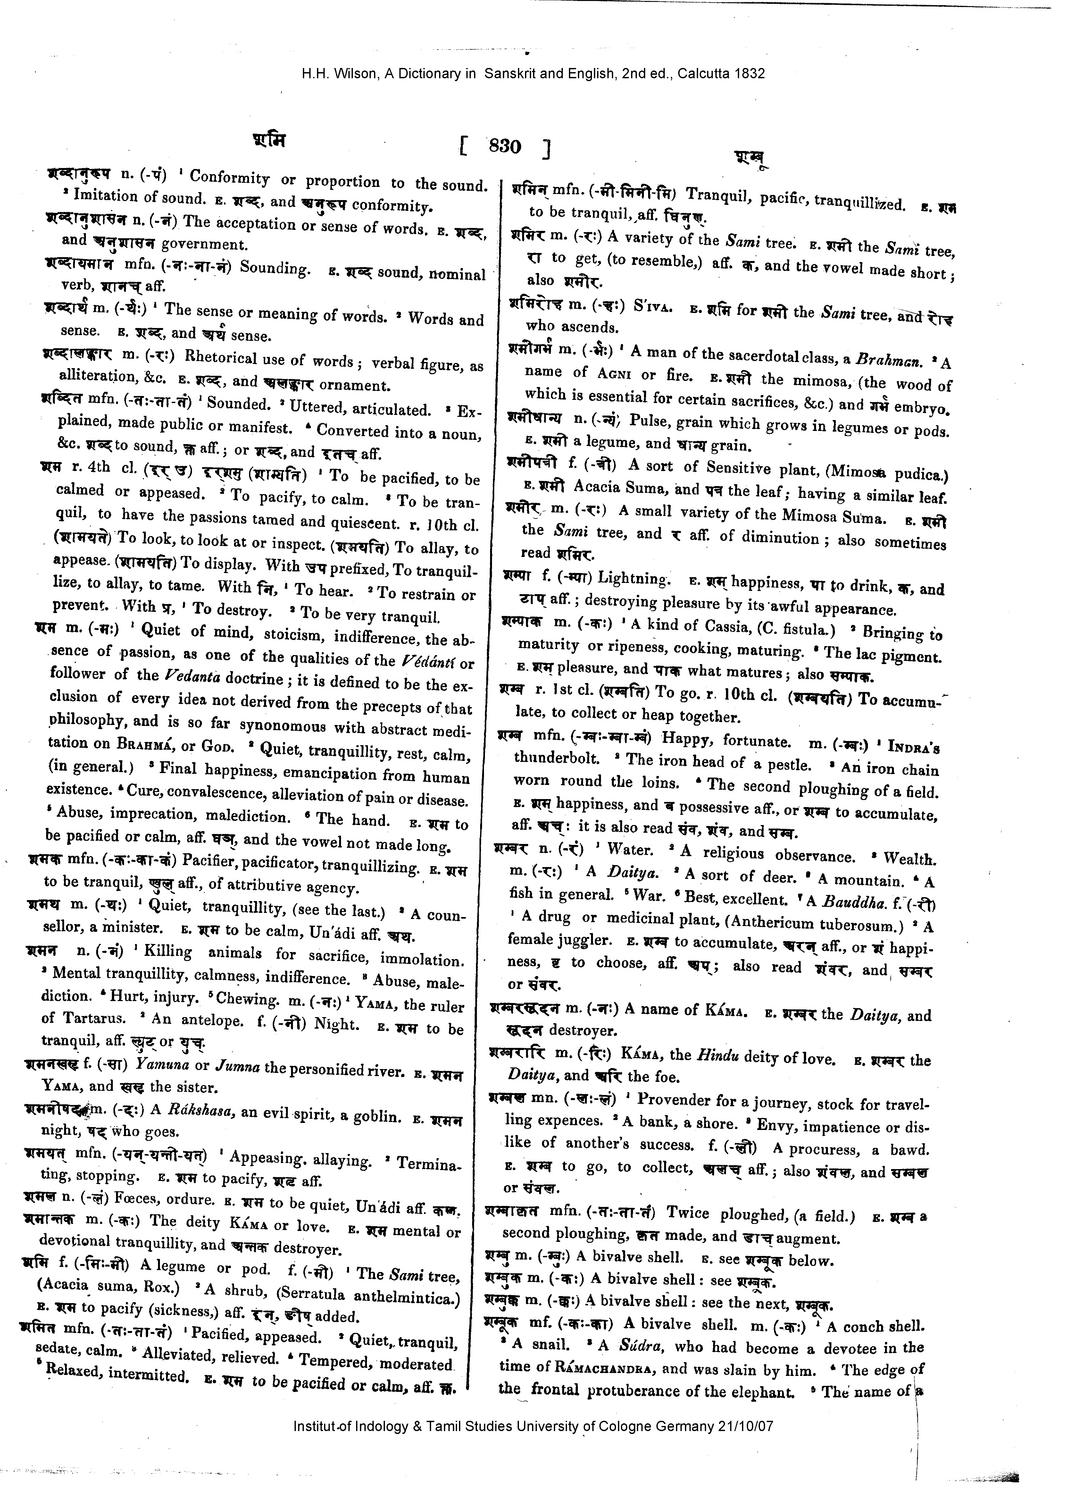 H.H. Wilson, A Dictionary in Sanskrit and English, 2nd ed., Calcutta 1832
शमि
[ 830 ]
शम्बू
शब्दानुरूप n. (-पं) ¹ Conformity or proportion to the sound.
² Imitation of sound. E. शब्द, and अनुरूप conformity.
शब्दानुशासन n. (-नं) The acceptation or sense of words. E. शब्द,
and अनुशासन government.
शब्दायमान mfn. (-नः-ना-नं) Sounding. E. शब्द sound, nominal
verb, शानच् aff.
शब्दार्थ m. (-र्थः) ¹ The sense or meaning of words. ² Words and
sense. E. शब्द, and अर्थ sense.
शब्दालङ्कार m. (-रः) Rhetorical use of words; verbal figure, as
alliteration, &c. E. शब्द, and अलङ्कार ornament.
शब्दित mfn. (-तः-ता-तं) ¹ Sounded. ² Uttered, articulated. ³ Ex-
plained, made public or manifest. ⁴ Converted into a noun,
&c. शब्द to sound, क्त aff.; or शब्द, and इतच् aff.
शम r. 4th cl. (इर् उ) इर्शमु (शाम्यति) ¹ To be pacified, to be
calmed or appeased. ² To pacify, to calm. ³ To be tran-
quil, to have the passions tamed and quiescent. r. 10th cl.
(शामयते) To look, to look at or inspect. (शमयति) To allay, to
appease. (शामयति) To display. With उप prefixed, To tranquil-
lize, to allay, to tame. With नि, ¹ To hear. ² To restrain or
prevent. With प्र, ¹ To destroy. ² To be very tranquil.
शम m. (-मः) ¹ Quiet of mind, stoicism, indifference, the ab-
sence of passion, as one of the qualities of the Védántí or
follower of the Vedanta doctrine; it is defined to be the ex-
clusion of every idea not derived from the precepts of that
philosophy, and is so far synonomous with abstract medi-
tation on BRAHMÁ, or GOD. ² Quiet, tranquillity, rest, calm,
(in general.) ³ Final happiness, emancipation from human
existence. ⁴ Cure, convalescence, alleviation of pain or disease.
⁵ Abuse, imprecation, malediction. ⁶ The hand. E. शम to
be pacified or calm, aff. घञ्, and the vowel not made long.
शमक mfn. (-कः-का-कं) Pacifier, pacificator, tranquillizing. E. शम
to be tranquil, ण्वुल् aff., of attributive agency.
शमथ m. (-थः) ¹ Quiet, tranquillity, (see the last.) ² A coun-
sellor, a minister. E. शम to be calm, Un'ádi aff. अथ.
शमन n. (-नं) ¹ Killing animals for sacrifice, immolation.
² Mental tranquillity, calmness, indifference. ³ Abuse, male-
diction. ⁴ Hurt, injury. ⁵ Chewing. m. (-नः) ¹ YAMA, the ruler
of Tartarus. ² An antelope. f. (-नी) Night. E. शम to be
tranquil, aff. ल्युट् or युच्.
शमनखसृ f. (-सा) Yamuna or Jumna the personified river. E. शमन
YAMA, and खसृ the sister.
शमनीषद m. (-दः) A Rákshasa, an evil spirit, a goblin. E. शमन
night, षद् who goes.
शमयत् mfn. (-यन्-यन्ती-यत्) ¹ Appeasing, allaying. ² Termina-
ting, stopping. E. शम to pacify, शतृ aff.
शमल n. (-लं) Fœces, ordure. E. शम to be quiet, Un'ádi aff. कल.
शमान्तक m. (-कः) The deity KÁMA or love. E. शम mental or
devotional tranquillity, and अन्तक destroyer.
शमि f. (-मिः-मी) A legume or pod. f. (-मी) ¹ The Sami tree,
(Acacia suma, Rox.) ² A shrub, (Serratula anthelmintica.)
E. शम to pacify (sickness,) aff. इन्, ङीष् added.
शमित mfn. (-तः-ता-तं) ¹ Pacified, appeased. ² Quiet, tranquil,
sedate, calm. ³ Alleviated, relieved. ⁴ Tempered, moderated
⁵ Relaxed, intermitted. E. शम to be pacified or calm, aff. क्त.
शमिन् mfn. (-मी-मिनी-मि) Tranquil, pacific, tranquillized. E. शम
to be tranquil, aff. घिनुण्.
शमिर m. (-रः) A variety of the Sami tree. E. शमी the Sami tree,
रा to get, (to resemble,) aff. क, and the vowel made short;
also शमीर.
शमिरोह m. (-हः) S'IVA. E. शमि for शमी the Sami tree, and रोह
who ascends.
शमीगर्भ m. (-र्भः) ¹ A man of the sacerdotal class, a Brahman. ² A
name of AGNI or fire. E. शमी the mimosa, (the wood of
which is essential for certain sacrifices, &c.) and गर्भ embryo.
शमीधान्य n. (-न्यं) Pulse, grain which grows in legumes or pods.
E. शमी a legume, and धान्य grain.
शमीपत्री f. (-त्री) A sort of Sensitive plant, (Mimosa pudica.)
E. शमी Acacia Suma, and पत्र the leaf; having a similar leaf.
शमीर m. (-रः) A small variety of the Mimosa Suma. E. शमी
the Sami tree, and र aff. of diminution; also sometimes
read शमिर.
शम्पा f. (-म्पा) Lightning. E. शम् happiness, पा to drink, क, and
टाप् aff.; destroying pleasure by its awful appearance.
शम्पाक m. (-कः) ¹ A kind of Cassia, (C. fistula.) ² Bringing to
maturity or ripeness, cooking, maturing. ³ The lac pigment.
E. शम् pleasure, and पाक what matures; also सम्पाक.
शम्ब r. 1st cl. (शम्बति) To go. r. 10th cl. (शम्बयति) To accumu-
late, to collect or heap together.
शम्ब mfn. (-म्बः-म्बा-म्बं) Happy, fortunate. m. (-म्बः) ¹ INDRA'S
thunderbolt. ² The iron head of a pestle. ³ An iron chain
worn round the loins. ⁴ The second ploughing of a field.
E. शम् happiness, and ब possessive aff., or शम्ब to accumulate,
aff. अच्: it is also read संव, शंव, and सम्ब.
शम्बर n. (-रं) ¹ Water. ² A religious observance. ³ Wealth.
m. (-रः) ¹ A Daitya. ² A sort of deer. ³ A mountain. ⁴ A
fish in general. ⁵ War. ⁶ Best, excellent. ⁷ A Bauddha. f. (-री)
¹ A drug or medicinal plant, (Anthericum tuberosum.) ² A
female juggler. E. शम्ब to accumulate, अरन् aff., or शं happi-
ness, वृ to choose, aff. अप्; also read शंवर, and सम्बर
or संवर.
शम्बरसूदन m. (-नः) A name of KÁMA. E. शम्बर the Daitya, and
सूदन destroyer.
शम्बरारि m. (-रिः) KÁMA, the Hindu deity of love. E. शम्बर the
Daitya, and अरि the foe.
शम्बल mn. (-लः-लं) ¹ Provender for a journey, stock for travel-
ling expences. ² A bank, a shore. ³ Envy, impatience or dis-
like of another's success. f. (-ली) A procuress, a bawd.
E. शम्ब to go, to collect, अलच् aff.; also शंवल, and सम्बल
or संवल.
शम्बाकृत mfn. (-तः-ता-तं) Twice ploughed, (a field.) E. शम्ब a
second ploughing, कृत made, and डाच् augment.
शम्बु m. (-म्बुः) A bivalve shell. E. see शम्बूक below.
शम्बुक m. (-कः) A bivalve shell: see शम्बूक.
शम्बुक्क m. (-क्कः) A bivalve shell: see the next, शम्बूक.
शम्बूक mf. (-कः-का) A bivalve shell. m. (-कः) ¹ A conch shell.
² A snail. ³ A Súdra, who had become a devotee in the
time of RÁMACHANDRA, and was slain by him. ⁴ The edge of
the frontal protuberance of the elephant. ⁵ The name of a
Institut of Indology & Tamil Studies University of Cologne Germany 21/10/07